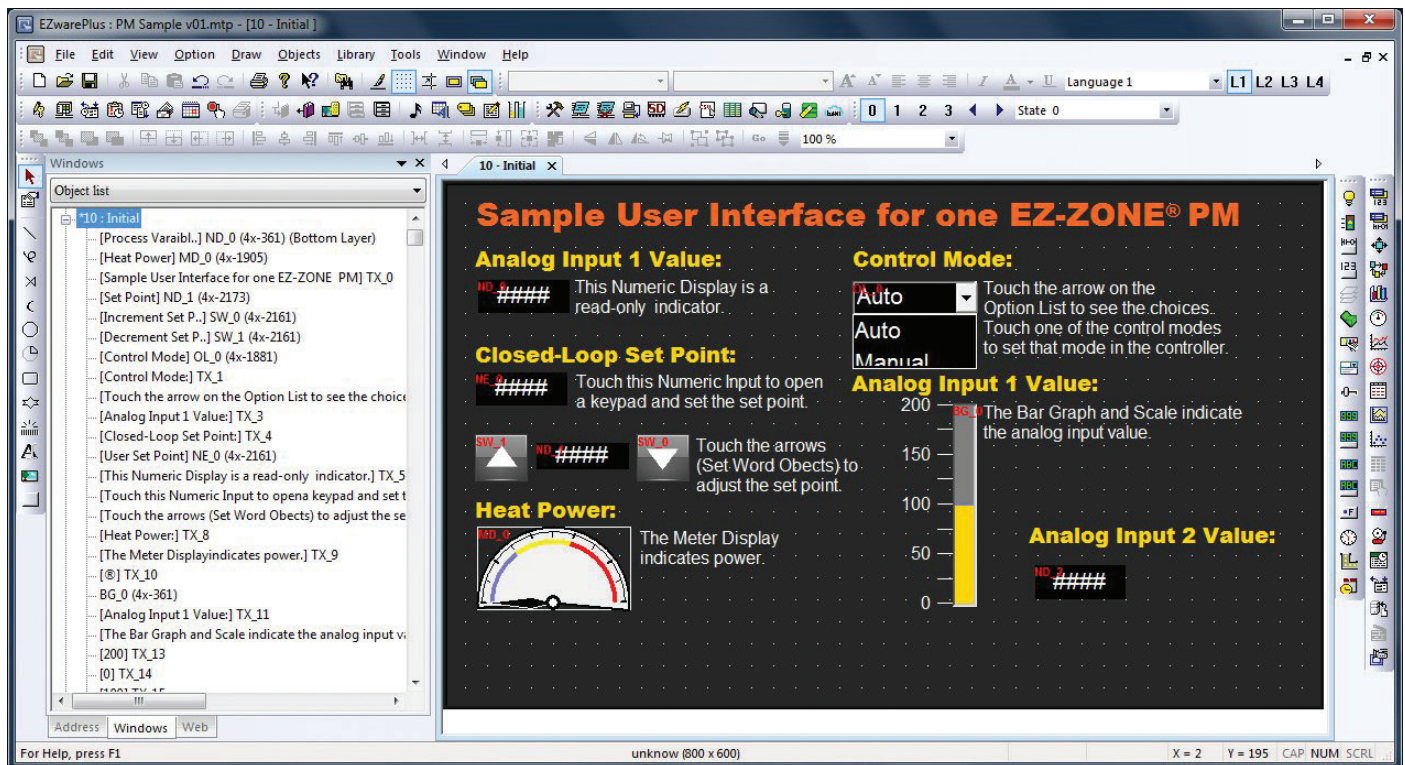 EZwarePlus : PM Sample v01.mtp - [10 - Initial ]
File Edit View Option Draw Objects Library Tools Window Help
Language 1 L1 L2 L3 L4
0 1 2 3 State 0
Go 100 %
Windows
10 - Initial
Object list
*10 : Initial
[Process Varaibl..] ND_0 (4x-361) (Bottom Layer)
[Heat Power] MD_0 (4x-1905)
[Sample User Interface for one EZ-ZONE PM] TX_0
[Set Point] ND_1 (4x-2173)
[Increment Set P..] SW_0 (4x-2161)
[Decrement Set P..] SW_1 (4x-2161)
[Control Mode] OL_0 (4x-1881)
[Control Mode:] TX_1
[Touch the arrow on the Option List to see the choice
[Analog Input 1 Value:] TX_3
[Closed-Loop Set Point:] TX_4
[User Set Point] NE_0 (4x-2161)
[This Numeric Display is a read-only indicator.] TX_5
[Touch this Numeric Input to opena keypad and set t
[Touch the arrows (Set Word Obects) to adjust the se
[Heat Power:] TX_8
[The Meter Displayindicates power.] TX_9
[®] TX_10
BG_0 (4x-361)
[Analog Input 1 Value:] TX_11
[The Bar Graph and Scale indicate the analog input va
[200] TX_13
[0] TX_14
[100] TX_15
Address Windows Web
Sample User Interface for one EZ-ZONE® PM
Analog Input 1 Value:
ND_0
####
This Numeric Display is a
read-only indicator.
Closed-Loop Set Point:
NE_0
####
Touch this Numeric Input to open
a keypad and set the set point.
SW_1
####
SW_0
Touch the arrows
(Set Word Obects) to
adjust the set point.
Heat Power:
MD_0
The Meter Display
indicates power.
Control Mode:
OL_0
Auto
Auto
Manual
Touch the arrow on the
Option List to see the choices.
Touch one of the control modes
to set that mode in the controller.
Analog Input 1 Value:
200
150
100
50
0
BG_0
The Bar Graph and Scale indicate
the analog input value.
Analog Input 2 Value:
ND_2
####
For Help, press F1
unknow (800 x 600)
X = 2 Y = 195 CAP NUM SCRL